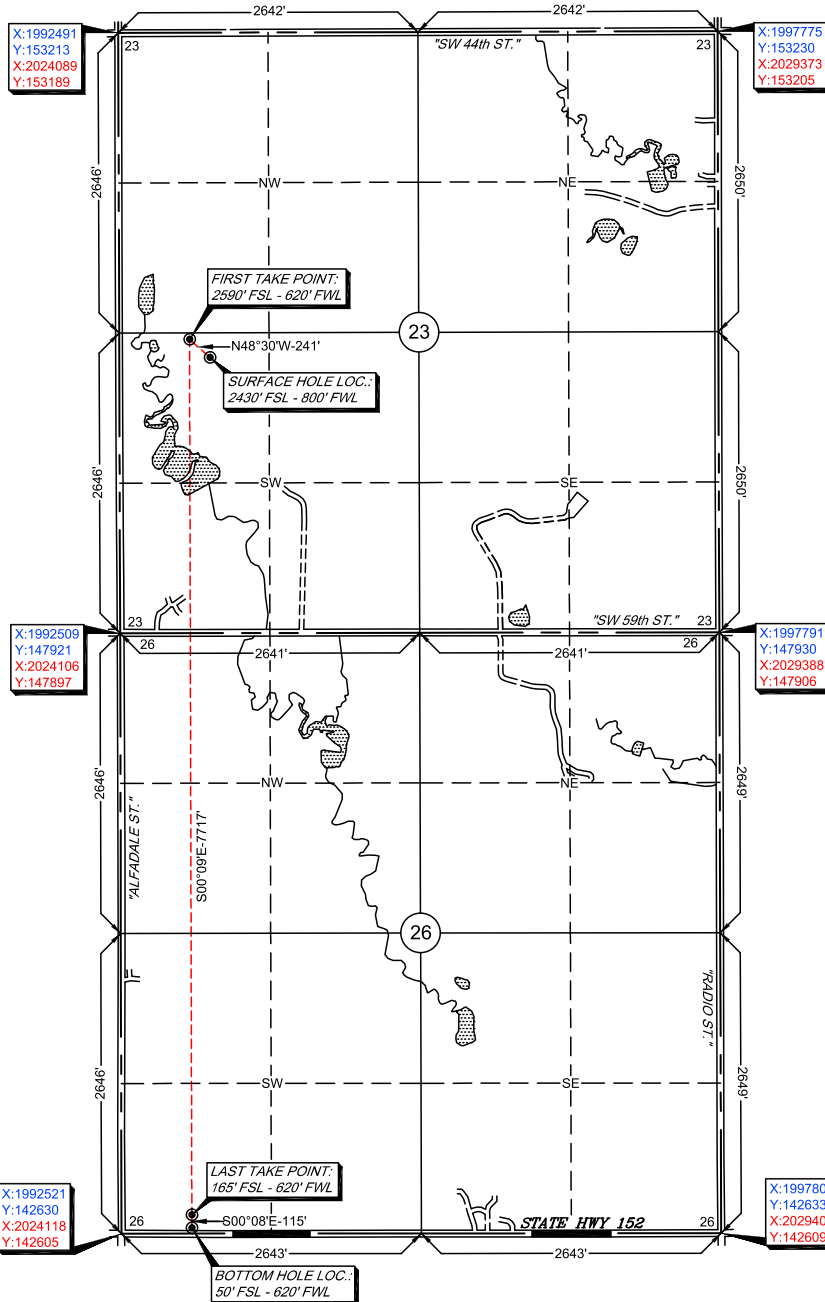 2642'
2642'
X:1992491
Y:153213
X:2024089
Y:153189
X:1997775
Y:153230
X:2029373
Y:153205
23
"SW 44th ST."
23
2646'
NW
NE
2650'
FIRST TAKE POINT:
2590' FSL - 620' FWL
23
N48°30'W-241'
SURFACE HOLE LOC.:
2430' FSL - 800' FWL
2646'
SW
SE
2650'
23
"SW 59th ST."
23
X:1992509
Y:147921
X:2024106
Y:147897
X:1997791
Y:147930
X:2029388
Y:147906
26
2641'
2641'
26
2646'
NW
NE
2649'
"ALFADALE ST."
S00°09'E-7717'
26
"RADIO ST."
2646'
SW
SE
2649'
LAST TAKE POINT:
165' FSL - 620' FWL
X:1992521
Y:142630
X:2024118
Y:142605
X:199780
Y:142633
X:202940
Y:142609
26
S00°08'E-115'
STATE HWY 152
26
2643'
2643'
BOTTOM HOLE LOC.:
50' FSL - 620' FWL